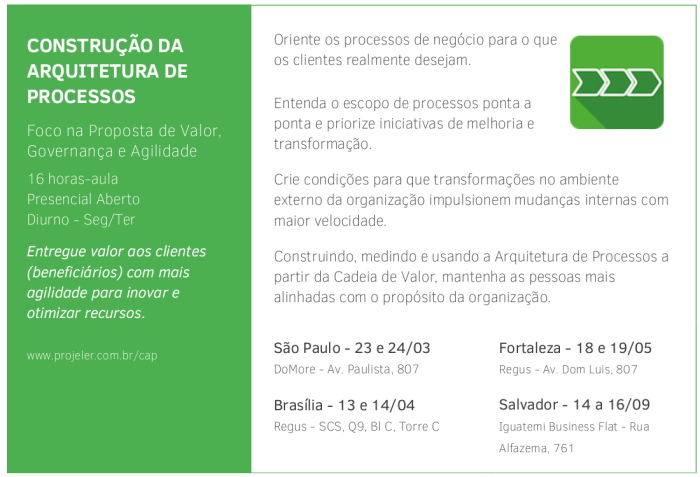 CONSTRUÇÃO DA
ARQUITETURA DE
PROCESSOS
Foco na Proposta de Valor,
Governança e Agilidade
16 horas-aula
Presencial Aberto
Diurno - Seg/Ter
Entregue valor aos clientes
(beneficiários) com mais
agilidade para inovar e
otimizar recursos.
www.projeler.com.br/cap
Oriente os processos de negócio para o que
os clientes realmente desejam.
Entenda o escopo de processos ponta a
ponta e priorize iniciativas de melhoria e
transformação.
Crie condições para que transformações no ambiente
externo da organização impulsionem mudanças internas com
maior velocidade.
Construindo, medindo e usando a Arquitetura de Processos a
partir da Cadeia de Valor, mantenha as pessoas mais
alinhadas com o propósito da organização.
São Paulo - 23 e 24/03
DoMore - Av. Paulista, 807
Brasília - 13 e 14/04
Regus - SCS, Q9, Bl C, Torre C
Fortaleza - 18 e 19/05
Regus - Av. Dom Luis, 807
Salvador - 14 a 16/09
Iguatemi Business Flat - Rua
Alfazema, 761